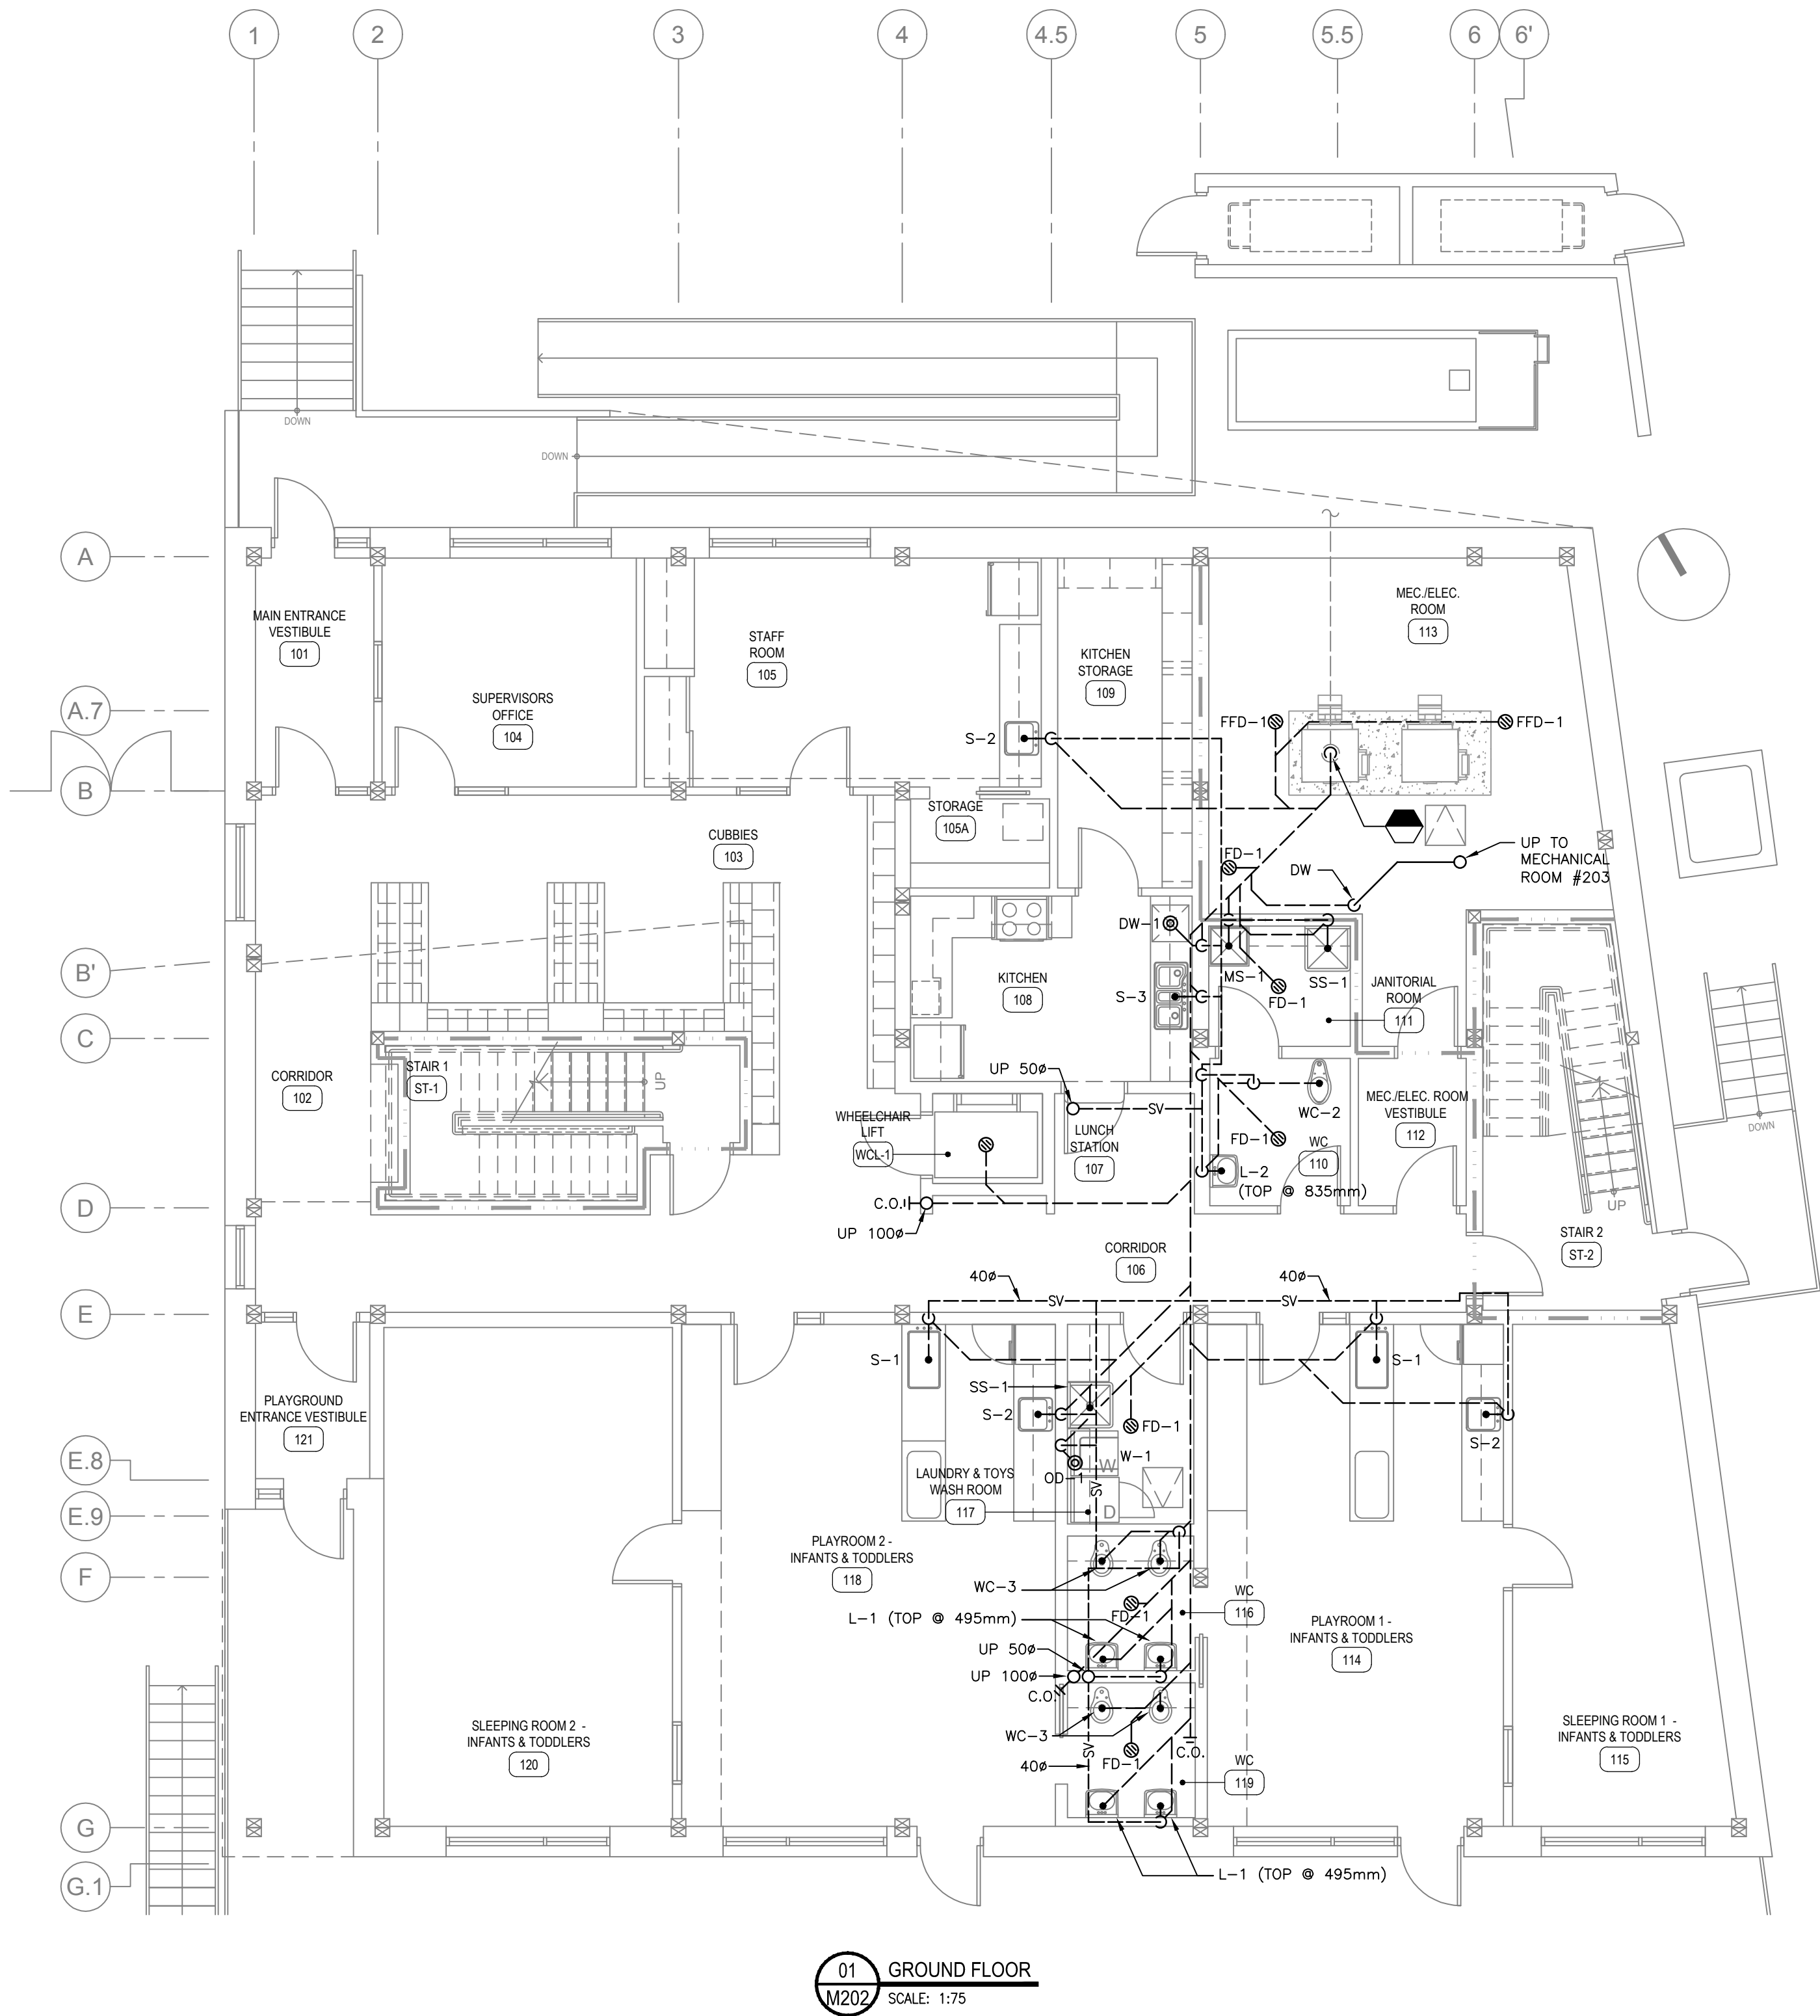 1
2
3
4
4.5
5
5.5
6
6'
DOWN
DOWN
A
MAIN ENTRANCE
VESTIBULE
101
SUPERVISORS
OFFICE
104
STAFF
ROOM
105
KITCHEN
STORAGE
109
MEC./ELEC.
ROOM
113
A.7
S-2
FFD-1
FFD-1
B
STORAGE
105A
CUBBIES
103
FD-1
DW
UP TO
MECHANICAL
ROOM #203
B'
DW-1
MS-1
SS-1
FD-1
KITCHEN
108
S-3
JANITORIAL
ROOM
111
C
CORRIDOR
102
STAIR 1
ST-1
UP
UP 50ø
SV
WC-2
MEC./ELEC. ROOM
VESTIBULE
112
DOWN
WHEELCHAIR
LIFT
WCL-1
LUNCH
STATION
107
FD-1
WC
110
L-2
(TOP @ 835mm)
D
C.O.
UP 100ø
UP
STAIR 2
ST-2
CORRIDOR
106
40ø
40ø
SV
SV
E
S-1
S-1
SS-1
S-2
FD-1
S-2
PLAYGROUND
ENTRANCE VESTIBULE
121
W-1
W
OD-1
SV
D
E.8
LAUNDRY & TOYS
WASH ROOM
117
E.9
PLAYROOM 2 -
INFANTS & TODDLERS
118
F
WC-3
FD-1
WC
116
L-1 (TOP @ 495mm)
PLAYROOM 1 -
INFANTS & TODDLERS
114
UP 50ø
UP 100ø
C.O.
WC-3
SV
FD-1
C.O.
40ø
WC
119
SLEEPING ROOM 2 -
INFANTS & TODDLERS
120
SLEEPING ROOM 1 -
INFANTS & TODDLERS
115
G
G.1
L-1 (TOP @ 495mm)
01
M202
GROUND FLOOR
SCALE: 1:75